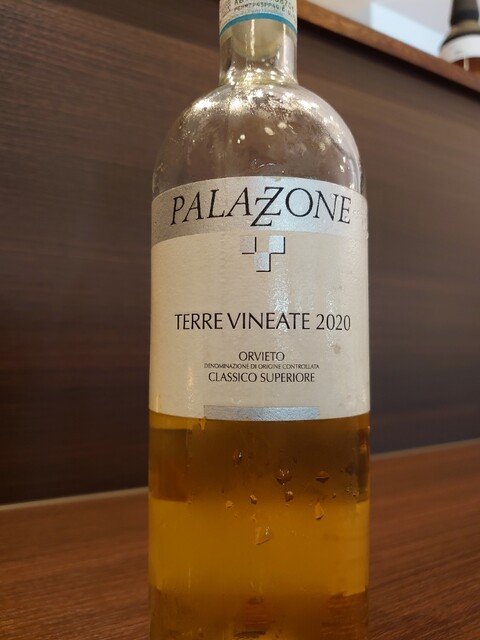 PALAZZONE
TERRE VINEATE 2020
ORVIETO
DENOMINAZIONE DI ORIGINE CONTROLLATA
CLASSICO SUPERIORE